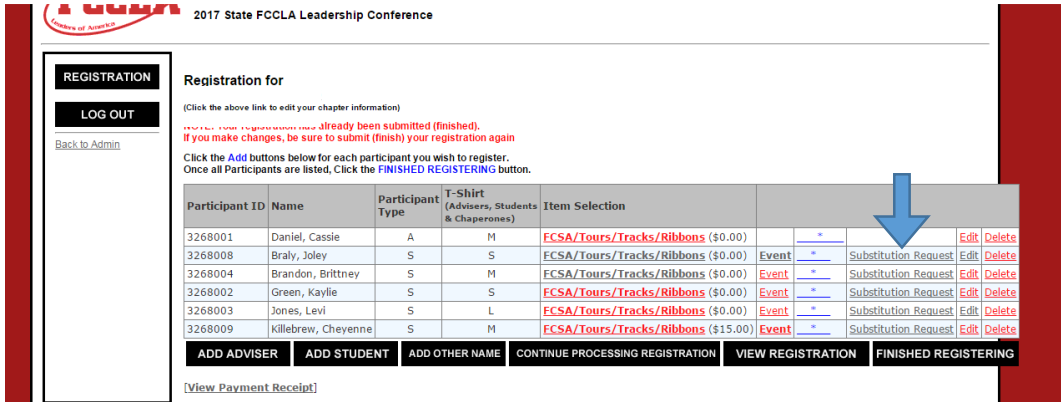 FCCLA
Leaders of America
2017 State FCCLA Leadership Conference
REGISTRATION
LOG OUT
Back to Admin
Registration for
(Click the above link to edit your chapter information)
NOTE: Your registration has already been submitted (finished).
If you make changes, be sure to submit (finish) your registration again
Click the Add buttons below for each participant you wish to register.
Once all Participants are listed, Click the FINISHED REGISTERING button.
Participant ID Name Participant Type T-Shirt (Advisers, Students & Chaperones) Item Selection
3268001 Daniel, Cassie A M FCSA/Tours/Tracks/Ribbons ($0.00) * Edit Delete
3268008 Braly, Joley S S FCSA/Tours/Tracks/Ribbons ($0.00) Event * Substitution Request Edit Delete
3268004 Brandon, Brittney S M FCSA/Tours/Tracks/Ribbons ($0.00) Event * Substitution Request Edit Delete
3268002 Green, Kaylie S S FCSA/Tours/Tracks/Ribbons ($0.00) Event * Substitution Request Edit Delete
3268003 Jones, Levi S L FCSA/Tours/Tracks/Ribbons ($0.00) Event * Substitution Request Edit Delete
3268009 Killebrew, Cheyenne S M FCSA/Tours/Tracks/Ribbons ($15.00) Event * Substitution Request Edit Delete
ADD ADVISER ADD STUDENT ADD OTHER NAME CONTINUE PROCESSING REGISTRATION VIEW REGISTRATION FINISHED REGISTERING
[View Payment Receipt]